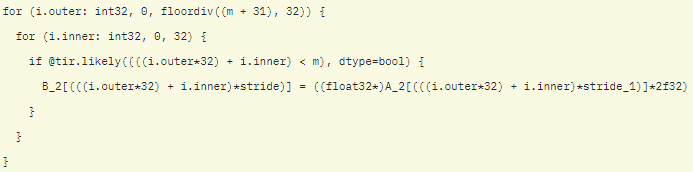 for (i.outer: int32, 0, floordiv((m + 31), 32)) {
for (i.inner: int32, 0, 32) {
if @tir.likely((((i.outer*32) + i.inner) < m), dtype=bool) {
B_2[(((i.outer*32) + i.inner)*stride)] = ((float32*)A_2[(((i.outer*32) + i.inner)*stride_1)]*2f32)
}
}
}